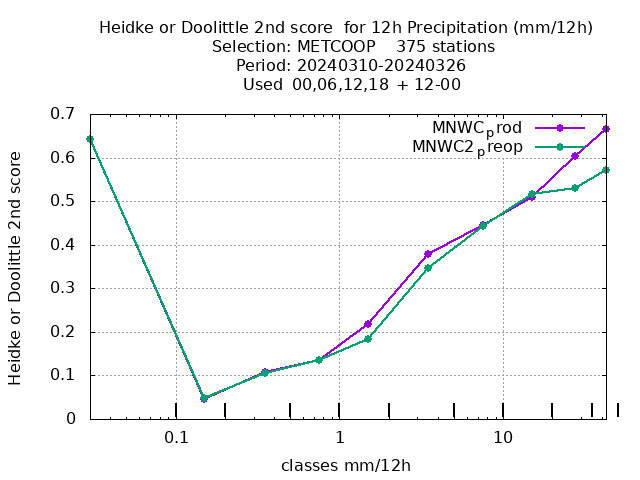 Heidke or Doolittle 2nd score  for 12h Precipitation (mm/12h)
Selection: METCOOP    375 stations
Period: 20240310-20240326
Used  00,06,12,18  + 12-00
MNWCprod
MNWC2preop
Heidke or Doolittle 2nd score
0.7
0.6
0.5
0.4
0.3
0.2
0.1
0
0.1 1 10
classes mm/12h